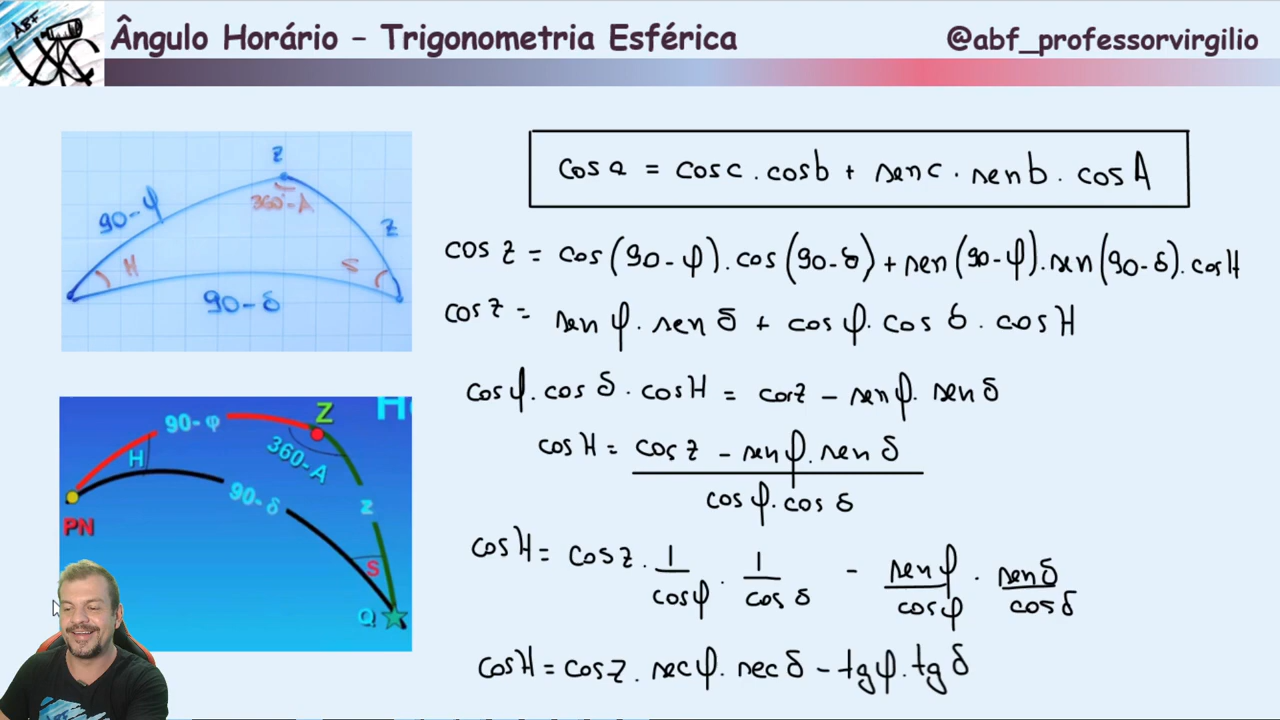 ABF
Ângulo Horário – Trigonometria Esférica
@abf_professorvirgilio
Z
90-φ
360°-A
Z
H
S
90-δ
90-φ
Z
H
360-A
90-δ
z
PN
S
Q
cos a = cos c . cos b + sen c . sen b . cos A
cos z = cos (90 - φ) . cos (90 - δ) + sen (90 - φ) . sen (90 - δ) . cos H
cos z = sen φ . sen δ + cos φ . cos δ . cos H
cos φ . cos δ . cos H = cos z – sen φ . sen δ
cos H = cos z – sen φ . sen δ
cos φ . cos δ
cos H = cos z . 1/cos φ . 1/cos δ - sen φ/cos φ . sen δ/cos δ
cos H = cos z . sec φ . sec δ – tg φ . tg δ